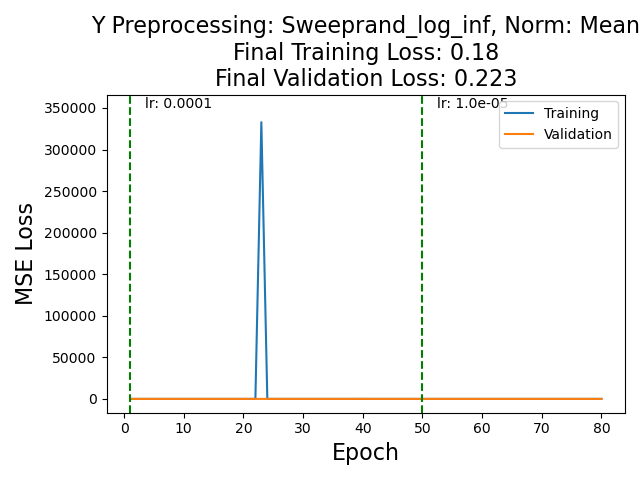 Y Preprocessing: Sweeprand_log_inf, Norm: Mean
Final Training Loss: 0.18
Final Validation Loss: 0.223
lr: 0.0001
lr: 1.0e-05
Training
Validation
350000
300000
250000
200000
150000
100000
50000
0
MSE Loss
0 10 20 30 40 50 60 70 80
Epoch